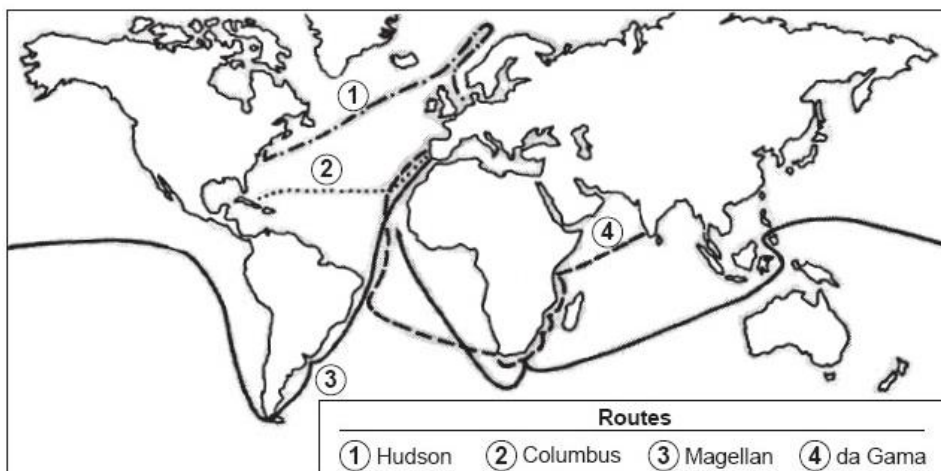 ①
②
④
③
Routes
① Hudson ② Columbus ③ Magellan ④ da Gama